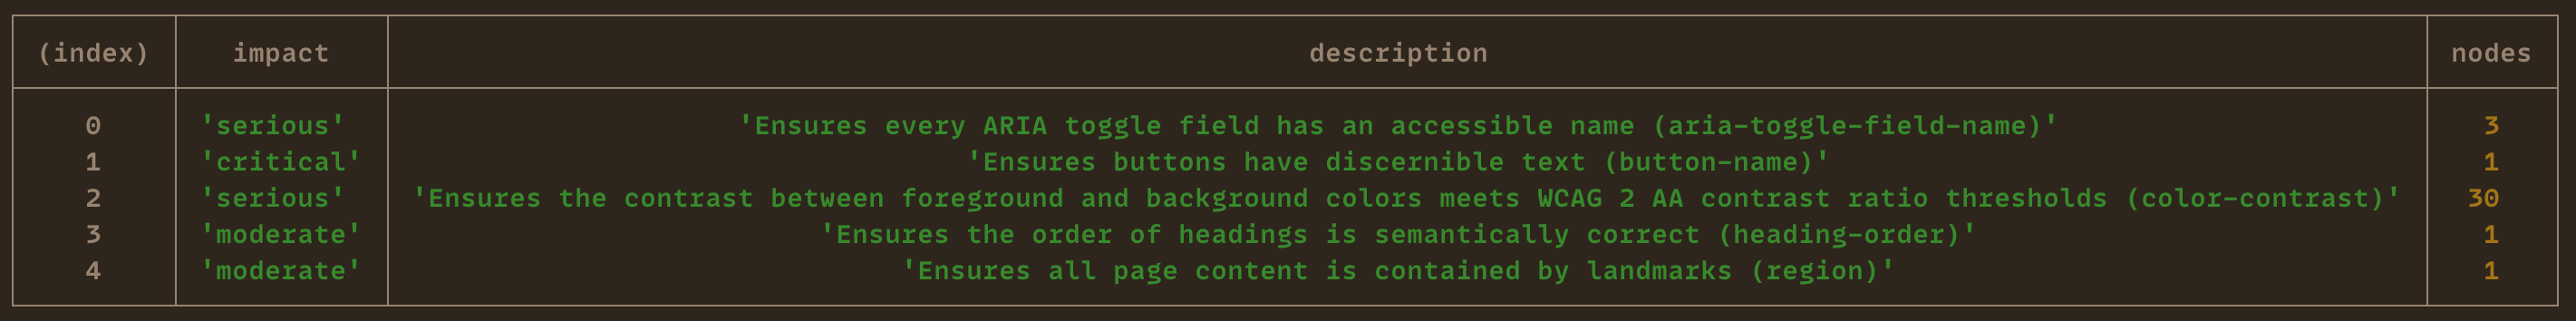 (index) impact description nodes
0 'serious' 'Ensures every ARIA toggle field has an accessible name (aria-toggle-field-name)' 3
1 'critical' 'Ensures buttons have discernible text (button-name)' 1
2 'serious' 'Ensures the contrast between foreground and background colors meets WCAG 2 AA contrast ratio thresholds (color-contrast)' 30
3 'moderate' 'Ensures the order of headings is semantically correct (heading-order)' 1
4 'moderate' 'Ensures all page content is contained by landmarks (region)' 1